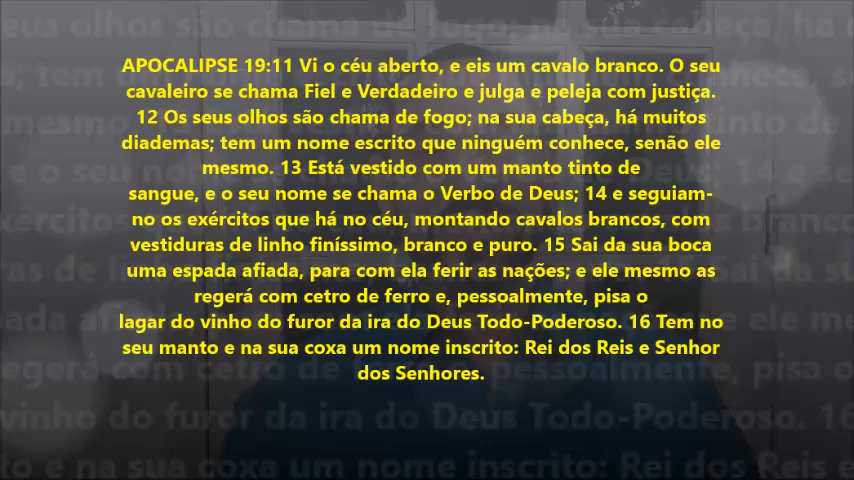 APOCALIPSE 19:11 Vi o céu aberto, e eis um cavalo branco. O seu
cavaleiro se chama Fiel e Verdadeiro e julga e peleja com justiça.
12 Os seus olhos são chama de fogo; na sua cabeça, há muitos
diademas; tem um nome escrito que ninguém conhece, senão ele
mesmo. 13 Está vestido com um manto tinto de
sangue, e o seu nome se chama o Verbo de Deus; 14 e seguiam-
no os exércitos que há no céu, montando cavalos brancos, com
vestiduras de linho finíssimo, branco e puro. 15 Sai da sua boca
uma espada afiada, para com ela ferir as nações; e ele mesmo as
regerá com cetro de ferro e, pessoalmente, pisa o
lagar do vinho do furor da ira do Deus Todo-Poderoso. 16 Tem no
seu manto e na sua coxa um nome inscrito: Rei dos Reis e Senhor
dos Senhores.